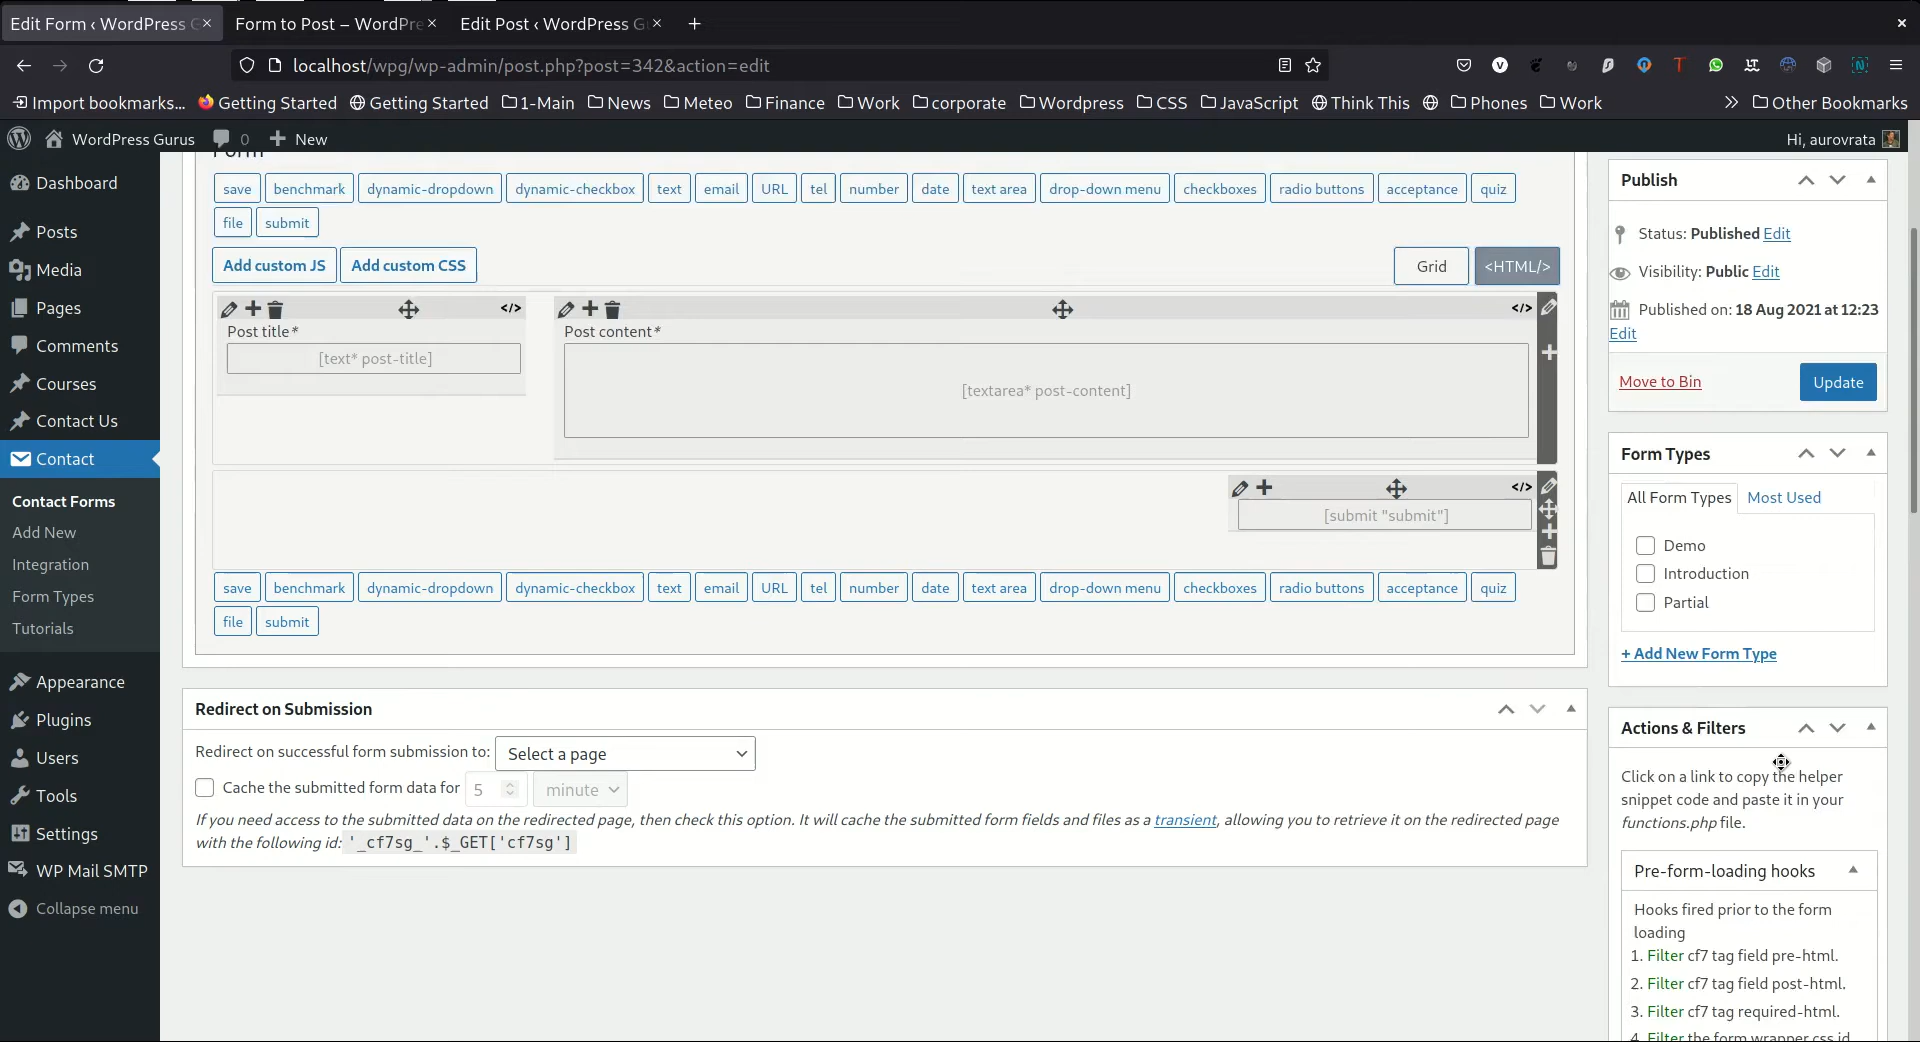 Edit Form ‹ WordPress G
Form to Post – WordPre
Edit Post ‹ WordPress G
localhost/wpg/wp-admin/post.php?post=342&action=edit
Import bookmarks...
Getting Started
Getting Started
1-Main
News
Meteo
Finance
Work
corporate
Wordpress
CSS
JavaScript
Think This
Phones
Work
Other Bookmarks
WordPress Gurus
0
New
Hi, aurovrata
Dashboard
Posts
Media
Pages
Comments
Courses
Contact Us
Contact
Contact Forms
Add New
Integration
Form Types
Tutorials
Appearance
Plugins
Users
Tools
Settings
WP Mail SMTP
Collapse menu
Form
save benchmark dynamic-dropdown dynamic-checkbox text email URL tel number date text area drop-down menu checkboxes radio buttons acceptance quiz
file submit
Add custom JS Add custom CSS
Grid <HTML/>
</>
</>
Post title*
Post content*
[text* post-title]
[textarea* post-content]
</>
[submit "submit"]
save benchmark dynamic-dropdown dynamic-checkbox text email URL tel number date text area drop-down menu checkboxes radio buttons acceptance quiz
file submit
Redirect on Submission
Redirect on successful form submission to: Select a page
Cache the submitted form data for 5 minute
If you need access to the submitted data on the redirected page, then check this option. It will cache the submitted form fields and files as a transient, allowing you to retrieve it on the redirected page
with the following id: '_cf7sg_'.$_GET['cf7sg']
Publish
Status: Published Edit
Visibility: Public Edit
Published on: 18 Aug 2021 at 12:23
Edit
Move to Bin
Update
Form Types
All Form Types Most Used
Demo
Introduction
Partial
+ Add New Form Type
Actions & Filters
Click on a link to copy the helper
snippet code and paste it in your
functions.php file.
Pre-form-loading hooks
Hooks fired prior to the form
loading
1. Filter cf7 tag field pre-html.
2. Filter cf7 tag field post-html.
3. Filter cf7 tag required-html.
4. Filter the form wrapper css id